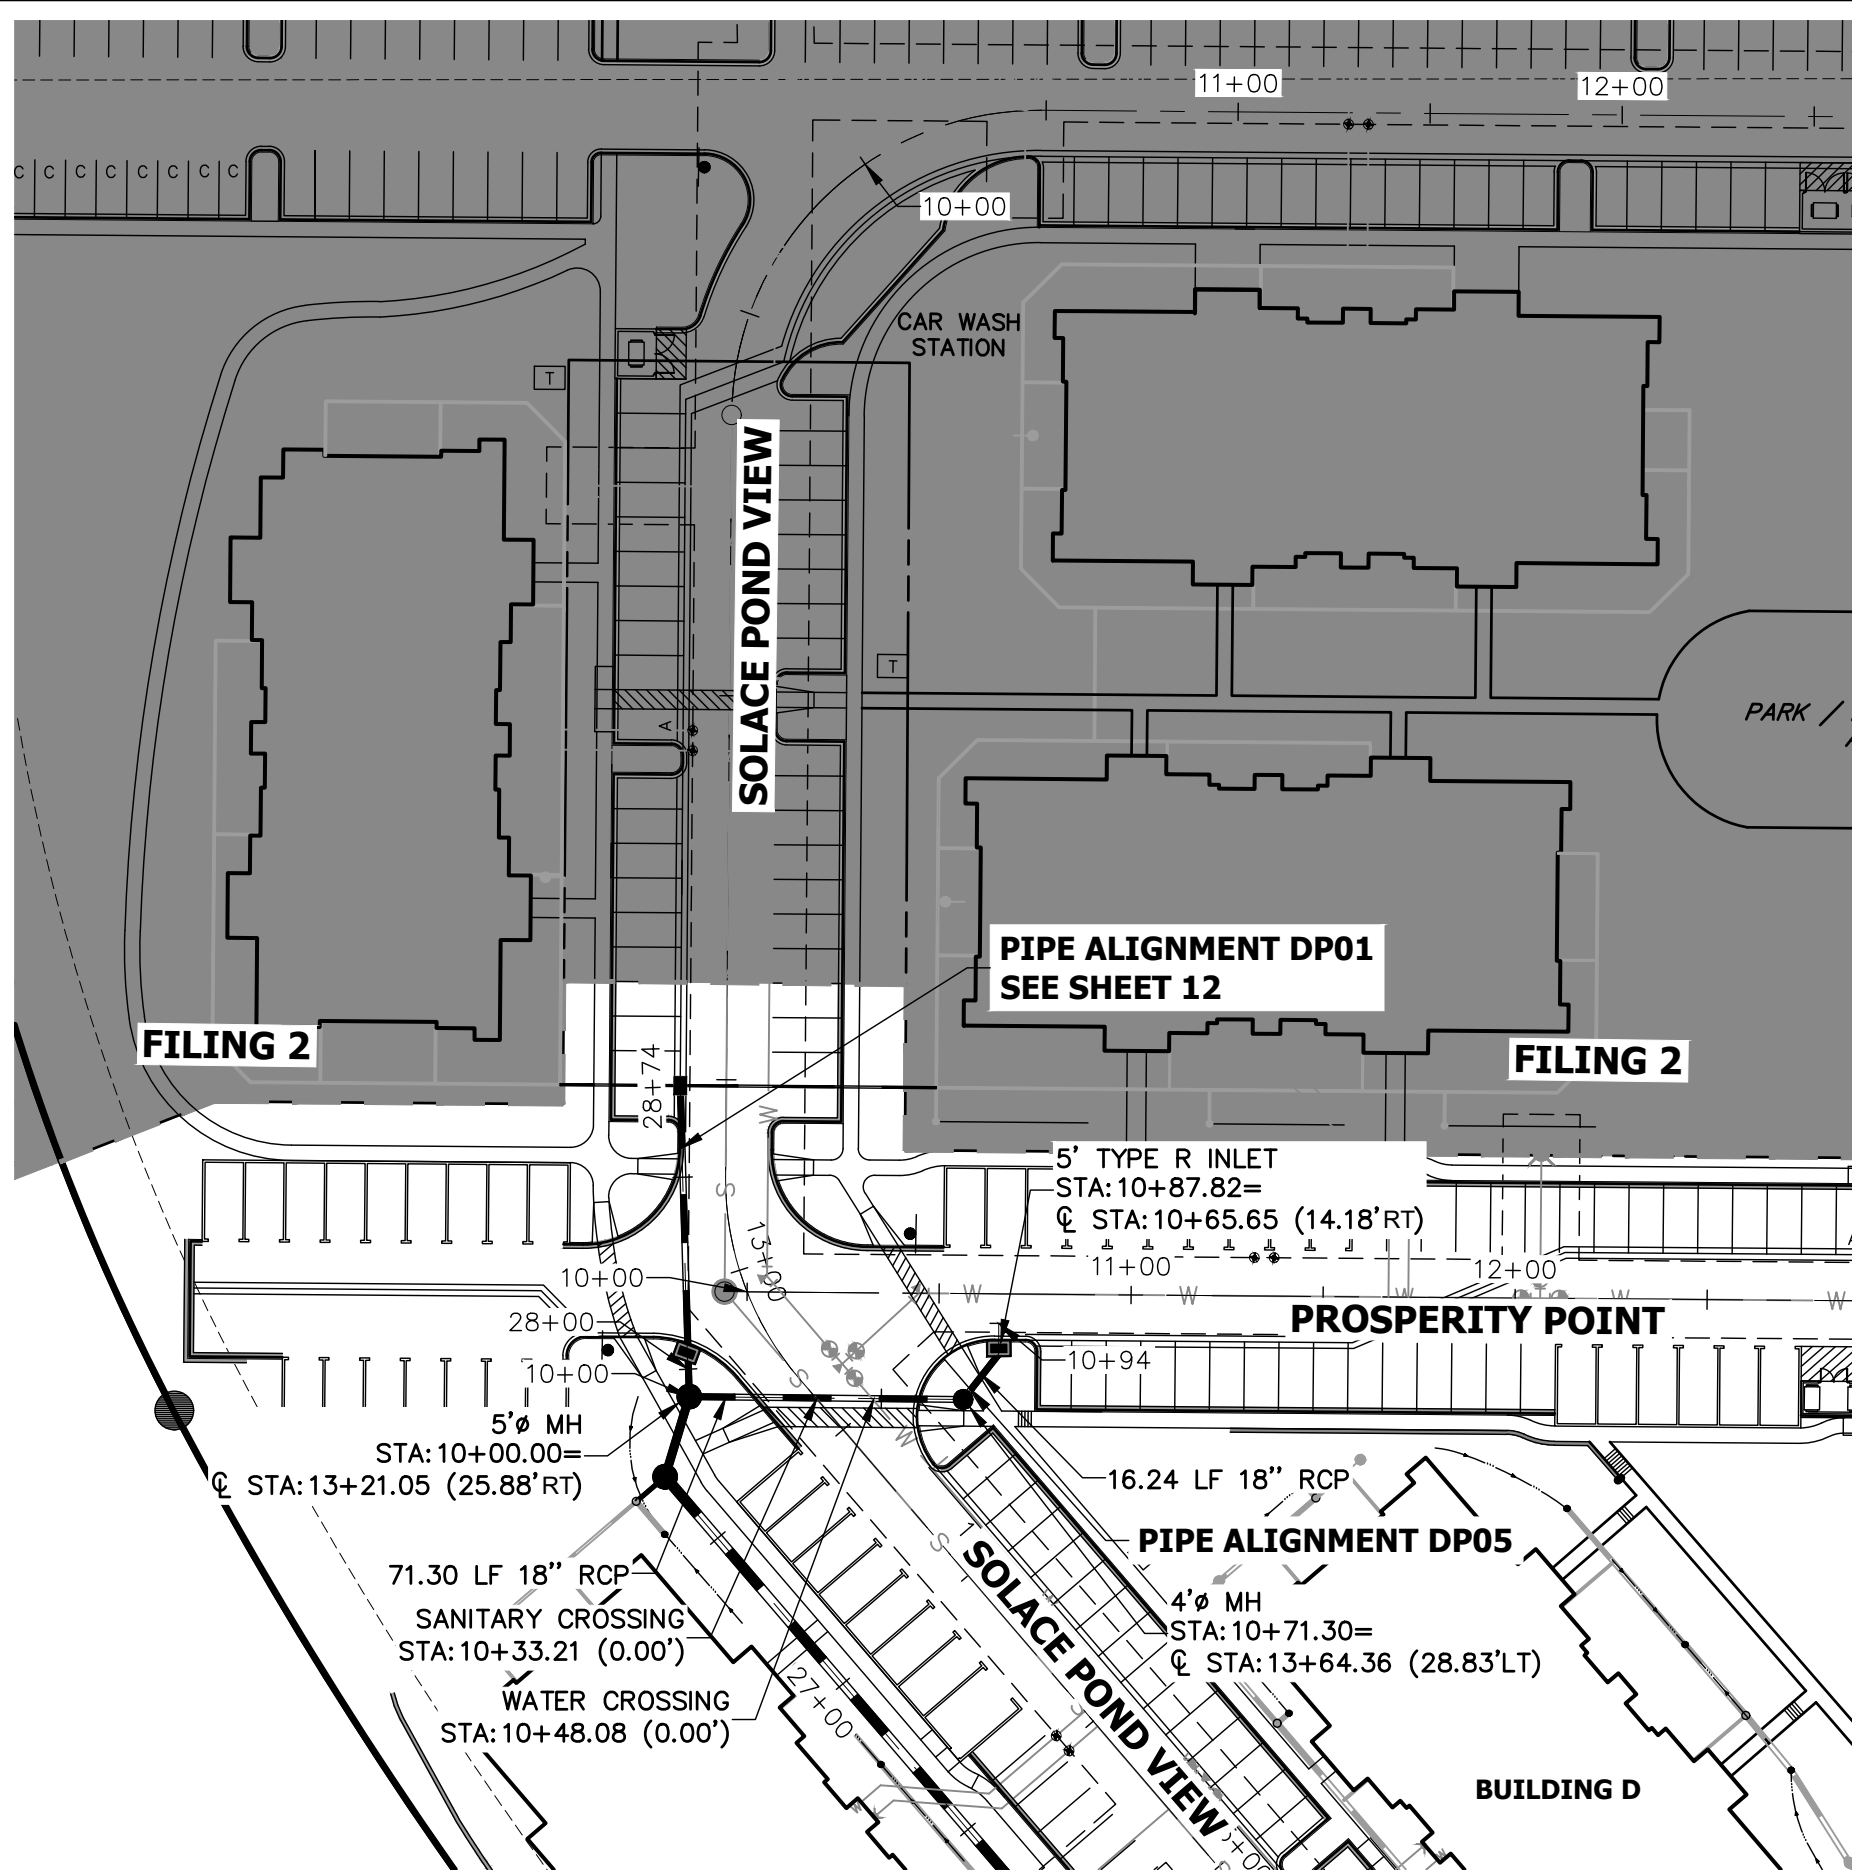 11+00
12+00
C C C C C C C C
10+00
CAR WASH
STATION
T
SOLACE POND VIEW
T
A
PARK /
PIPE ALIGNMENT DP01
SEE SHEET 12
FILING 2
FILING 2
28+74
W
5' TYPE R INLET
STA:10+87.82=
℄ STA:10+65.65 (14.18'RT)
S
13+00
11+00
12+00
10+00
W
W
W
W
W
PROSPERITY POINT
28+00
10+94
10+00
S
5'ø MH
STA:10+00.00=
℄ STA:13+21.05 (25.88'RT)
W
16.24 LF 18" RCP
PIPE ALIGNMENT DP05
S
71.30 LF 18" RCP
SANITARY CROSSING
STA:10+33.21 (0.00')
4'ø MH
STA:10+71.30=
℄ STA:13+64.36 (28.83'LT)
SOLACE POND VIEW
27+00
WATER CROSSING
STA:10+48.08 (0.00')
BUILDING D